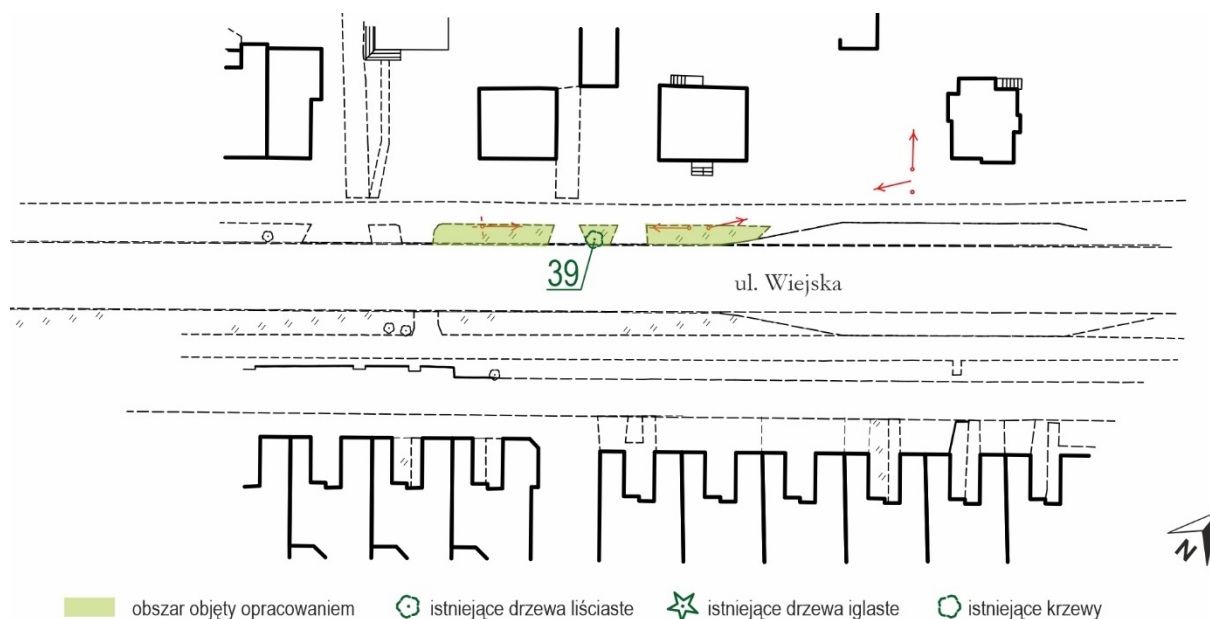 39
ul. Wiejska
N
obszar objęty opracowaniem istniejące drzewa liściaste istniejące drzewa iglaste istniejące krzewy